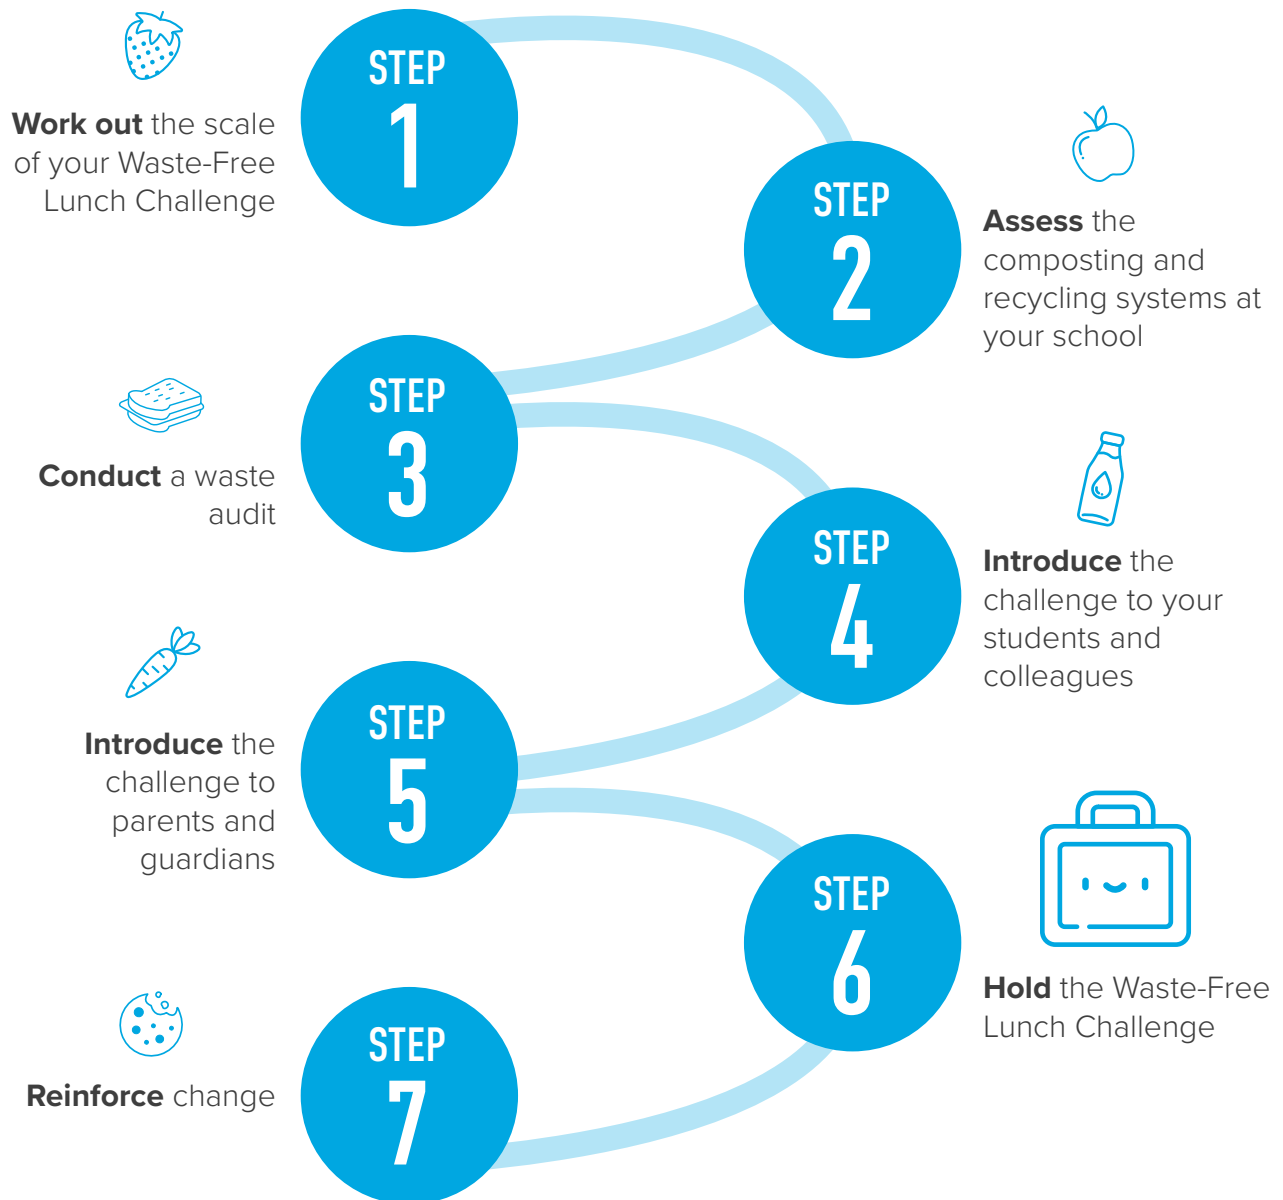 STEP
1
Work out the scale
of your Waste-Free
Lunch Challenge
STEP
2
Assess the
composting and
recycling systems at
your school
STEP
3
Conduct a waste
audit
STEP
4
Introduce the
challenge to your
students and
colleagues
STEP
5
Introduce the
challenge to
parents and
guardians
STEP
6
Hold the Waste-Free
Lunch Challenge
STEP
7
Reinforce change